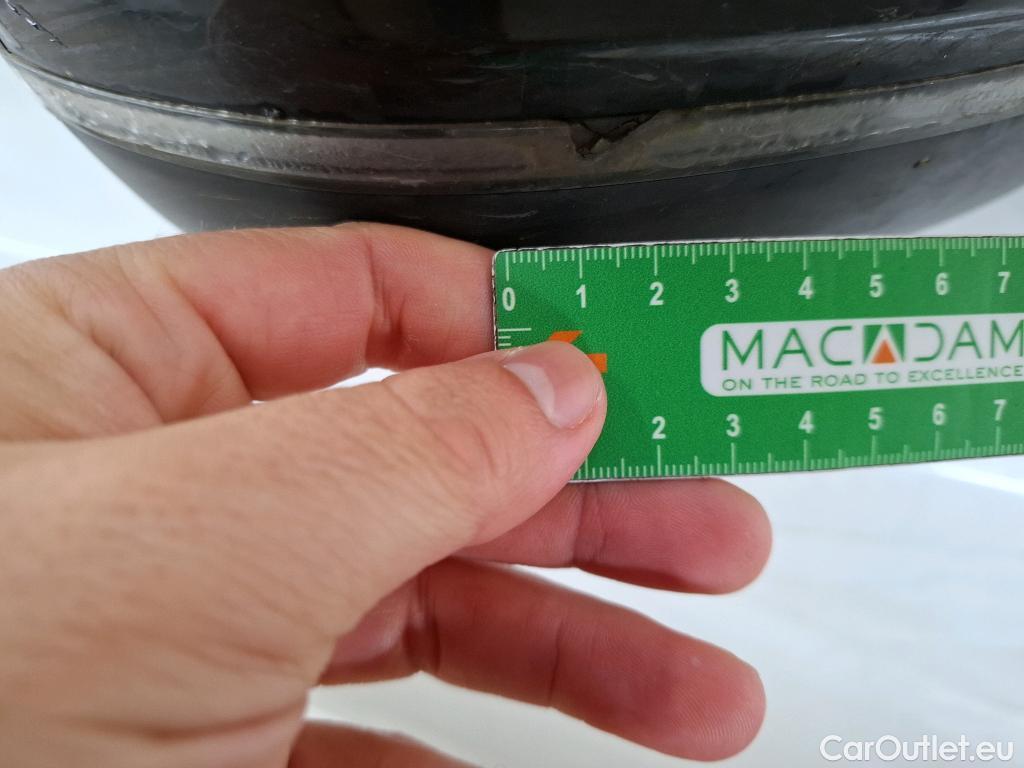 0 1 2 3 4 5 6 7
MACADAM
ON THE ROAD TO EXCELLENCE
2 3 4 5 6 7
CarOutlet.eu